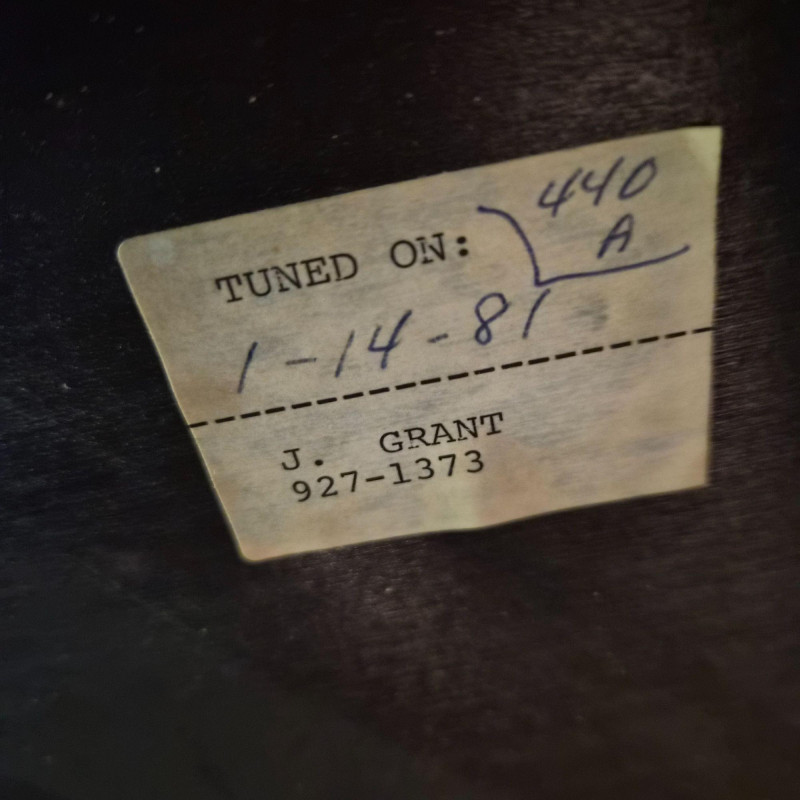 440
A
TUNED ON:
1-14-81
J. GRANT
927-1373